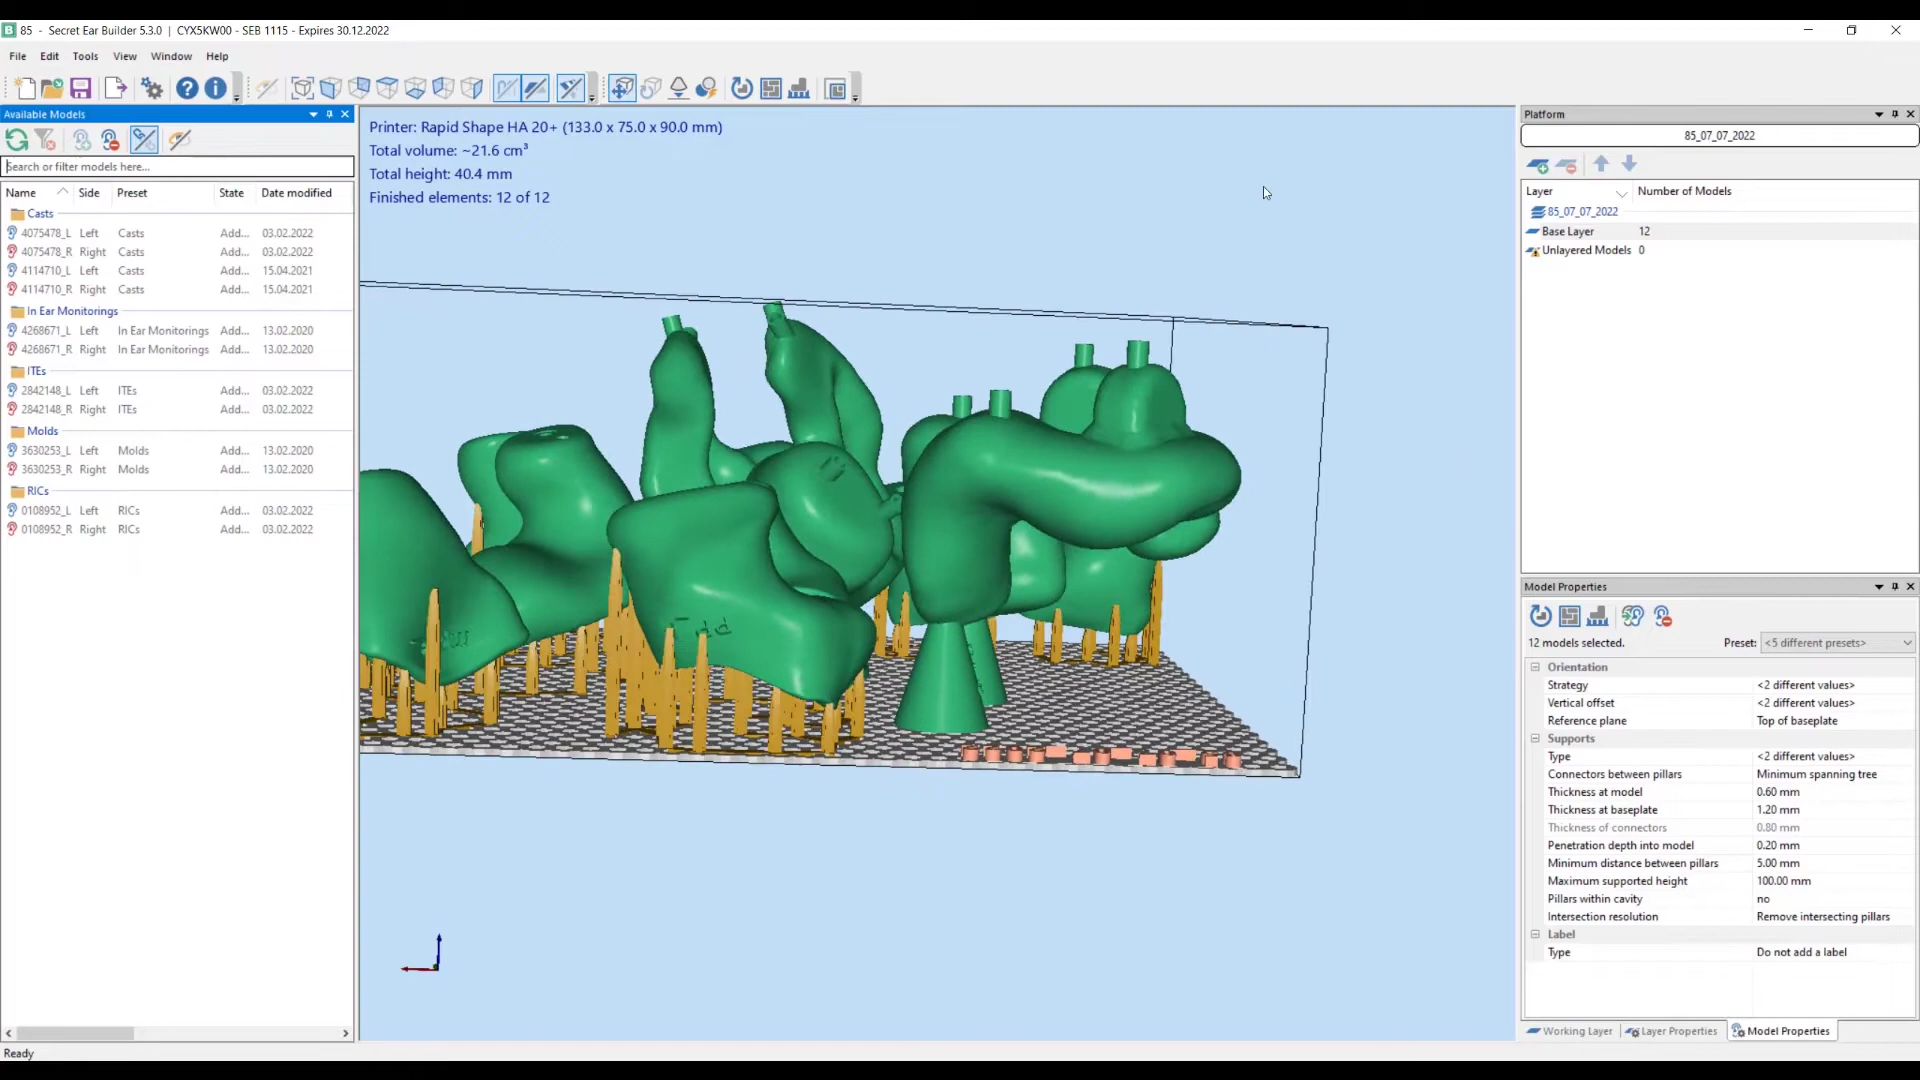 85 - Secret Ear Builder 5.3.0 | CYX5KW00 - SEB 1115 - Expires 30.12.2022
File Edit Tools View Window Help
Available Models
Search or filter models here...
Name Side Preset State Date modified
Casts
4075478_L Left Casts Add... 03.02.2022
4075478_R Right Casts Add... 03.02.2022
4114710_L Left Casts Add... 15.04.2021
4114710_R Right Casts Add... 15.04.2021
In Ear Monitorings
4268671_L Left In Ear Monitorings Add... 13.02.2020
4268671_R Right In Ear Monitorings Add... 13.02.2020
ITEs
2842148_L Left ITEs Add... 03.02.2022
2842148_R Right ITEs Add... 03.02.2022
Molds
3630253_L Left Molds Add... 13.02.2020
3630253_R Right Molds Add... 13.02.2020
RICs
0108952_L Left RICs Add... 03.02.2022
0108952_R Right RICs Add... 03.02.2022
Ready
Printer: Rapid Shape HA 20+ (133.0 x 75.0 x 90.0 mm)
Total volume: ~21.6 cm³
Total height: 40.4 mm
Finished elements: 12 of 12
Platform
85_07_07_2022
Layer Number of Models
85_07_07_2022
Base Layer 12
Unlayered Models 0
Model Properties
12 models selected. Preset: <5 different presets>
Orientation
Strategy <2 different values>
Vertical offset <2 different values>
Reference plane Top of baseplate
Supports
Type <2 different values>
Connectors between pillars Minimum spanning tree
Thickness at model 0.60 mm
Thickness at baseplate 1.20 mm
Thickness of connectors 0.80 mm
Penetration depth into model 0.20 mm
Minimum distance between pillars 5.00 mm
Maximum supported height 100.00 mm
Pillars within cavity no
Intersection resolution Remove intersecting pillars
Label
Type Do not add a label
Working Layer Layer Properties Model Properties